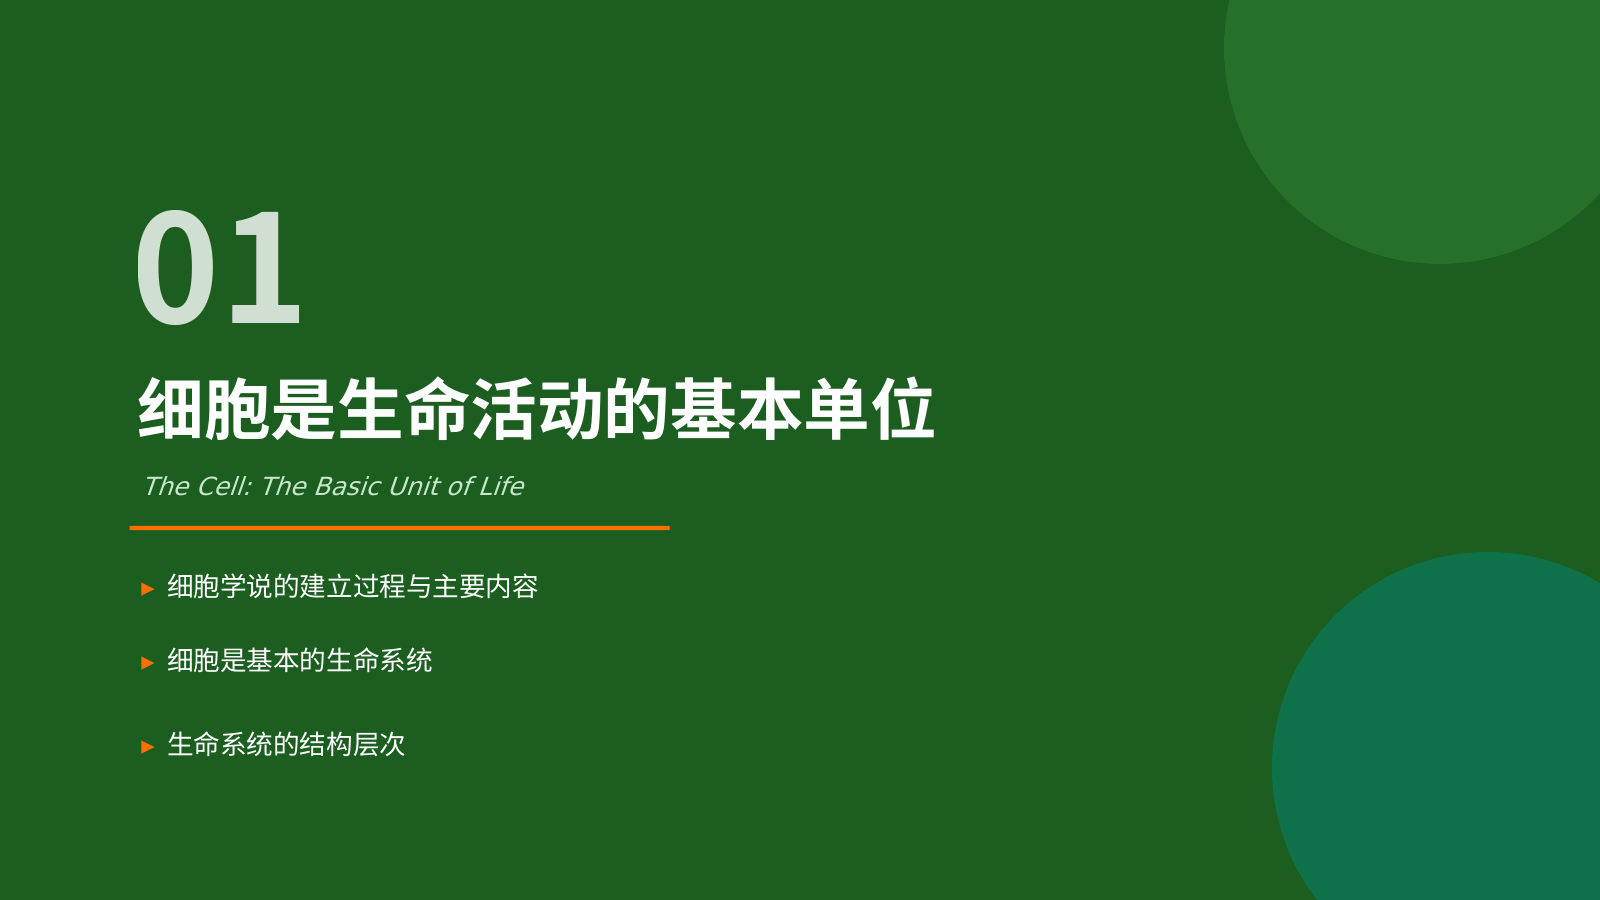 01
细胞是生命活动的基本单位
The Cell: The Basic Unit of Life
▸ 细胞学说的建立过程与主要内容
▸ 细胞是基本的生命系统
▸ 生命系统的结构层次